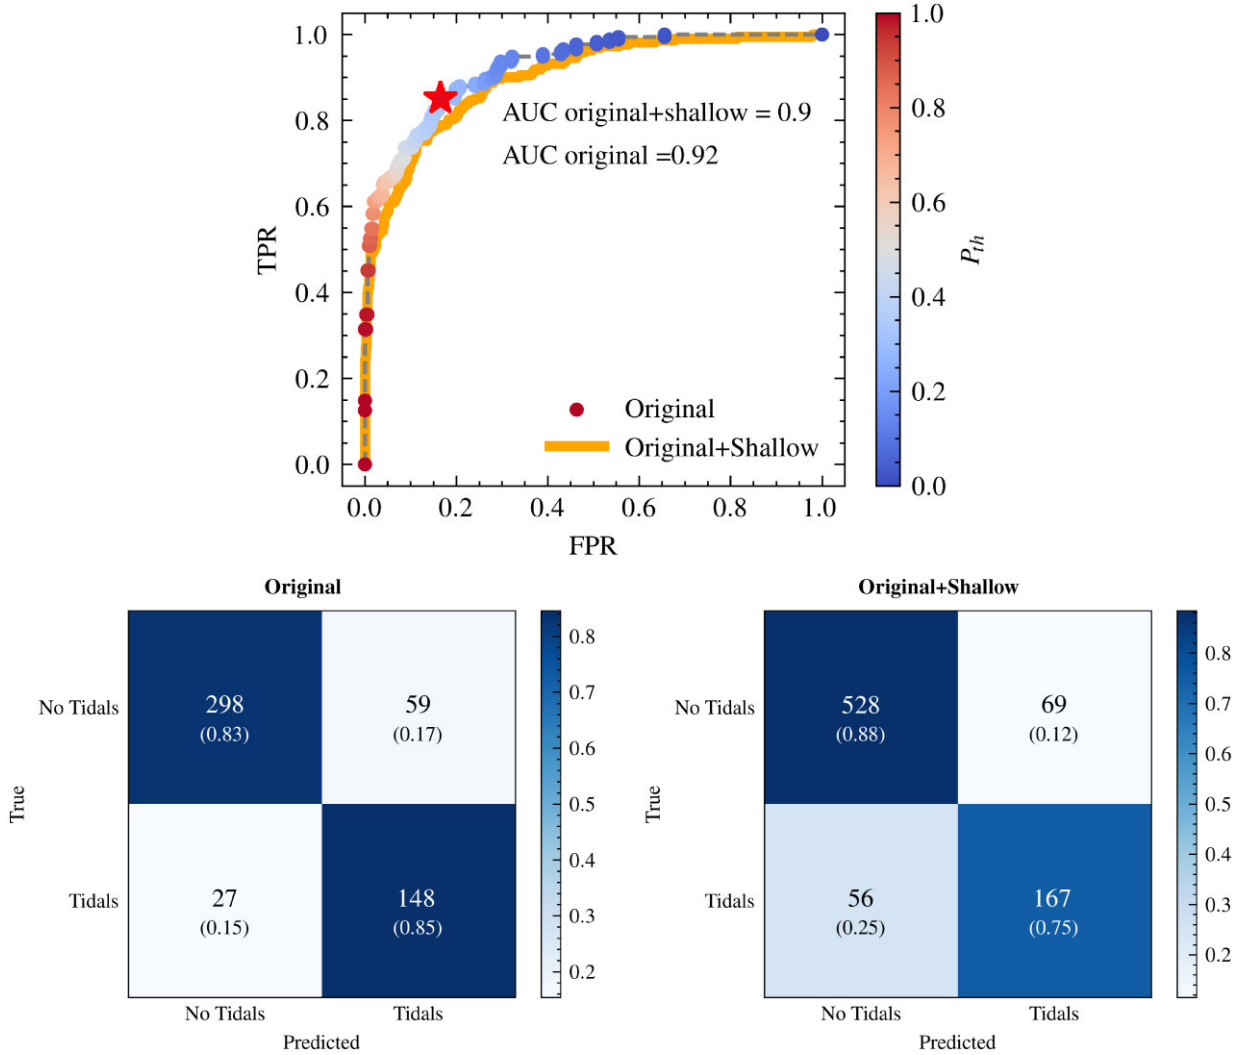 1.0
0.8
0.6
0.4
0.2
0.0
TPR
AUC original+shallow = 0.9
AUC original =0.92
Original
Original+Shallow
0.0 0.2 0.4 0.6 0.8 1.0
FPR
1.0
0.8
0.6
0.4
0.2
0.0
P_th
Original
No Tidals
298
(0.83)
59
(0.17)
Tidals
27
(0.15)
148
(0.85)
True
No Tidals Tidals
Predicted
0.8
0.7
0.6
0.5
0.4
0.3
0.2
Original+Shallow
No Tidals
528
(0.88)
69
(0.12)
Tidals
56
(0.25)
167
(0.75)
True
No Tidals Tidals
Predicted
0.8
0.7
0.6
0.5
0.4
0.3
0.2